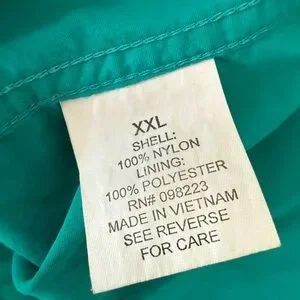 XXL
SHELL:
100% NYLON
LINING:
100% POLYESTER
RN# 098223
MADE IN VIETNAM
SEE REVERSE
FOR CARE